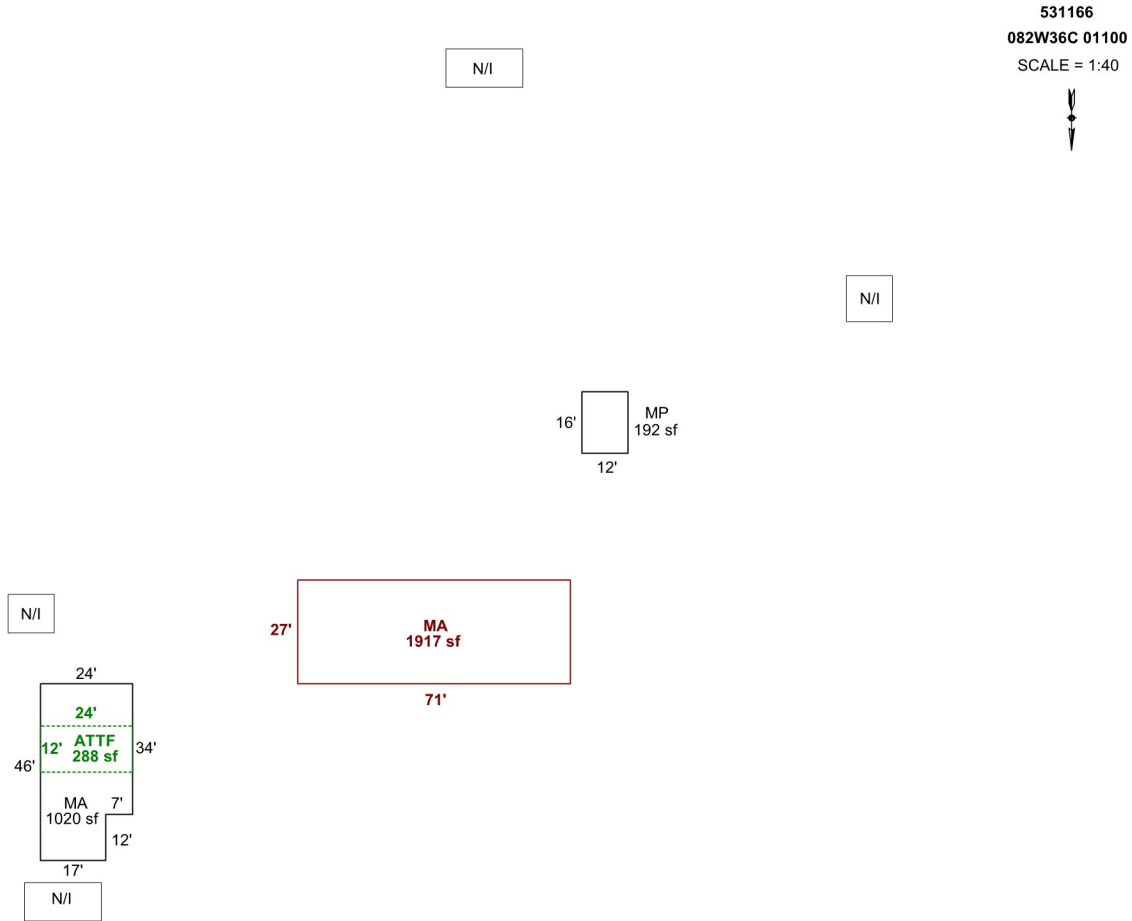 531166
082W36C 01100
SCALE = 1:40
N/I
N/I
16'
MP
192 sf
12'
N/I
27'
MA
1917 sf
71'
24'
24'
12'
ATTF
288 sf
34'
46'
MA
1020 sf
7'
12'
17'
N/I